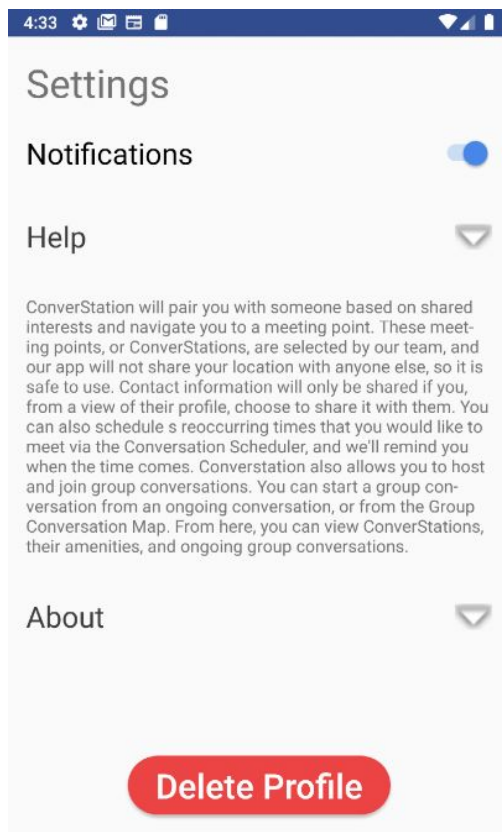 4:33
Settings
Notifications
Help
ConverStation will pair you with someone based on shared
interests and navigate you to a meeting point. These meet-
ing points, or ConverStations, are selected by our team, and
our app will not share your location with anyone else, so it is
safe to use. Contact information will only be shared if you,
from a view of their profile, choose to share it with them. You
can also schedule s reoccurring times that you would like to
meet via the Conversation Scheduler, and we'll remind you
when the time comes. Converstation also allows you to host
and join group conversations. You can start a group con-
versation from an ongoing conversation, or from the Group
Conversation Map. From here, you can view ConverStations,
their amenities, and ongoing group conversations.
About
Delete Profile